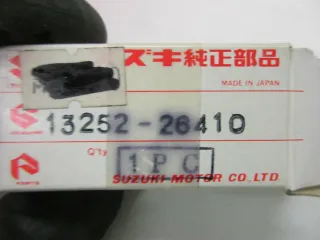 ズキ純正部品
MADE IN JAPAN
13252-26410
Q'ty
1PC
SUZUKI MOTOR CO.,LTD